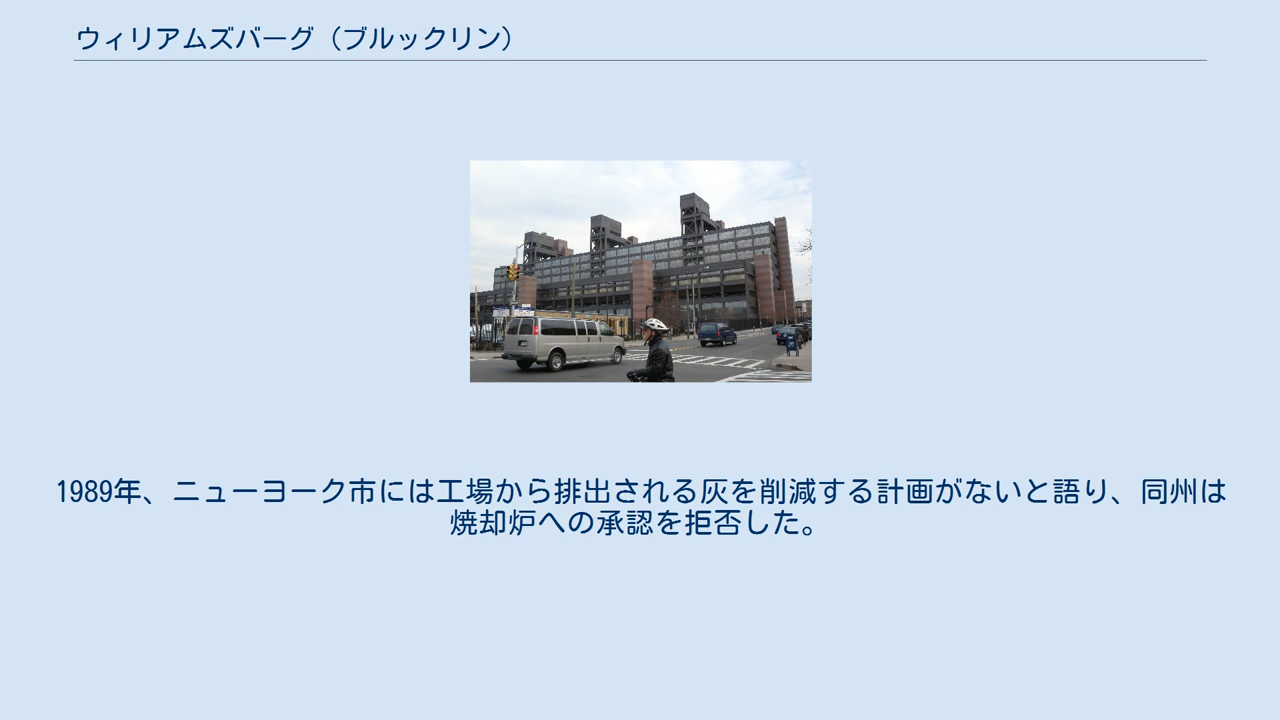 ウィリアムズバーグ（ブルックリン）
1989年、ニューヨーク市には工場から排出される灰を削減する計画がないと語り、同州は
焼却炉への承認を拒否した。